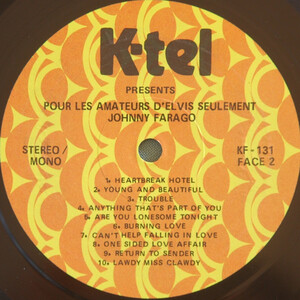 K-tel
PRESENTS
POUR LES AMATEURS D'ELVIS SEULEMENT
JOHNNY FARAGO
STEREO/ KF-131
MONO FACE 2
1. HEARTBREAK HOTEL
2. YOUNG AND BEAUTIFUL
3. TROUBLE
4. ANYTHING THAT'S PART OF YOU
5. ARE YOU LONESOME TONIGHT
6. BURNING LOVE
7. CAN'T HELP FALLING IN LOVE
8. ONE SIDED LOVE AFFAIR
9. RETURN TO SENDER
10. LAWDY MISS CLAWDY